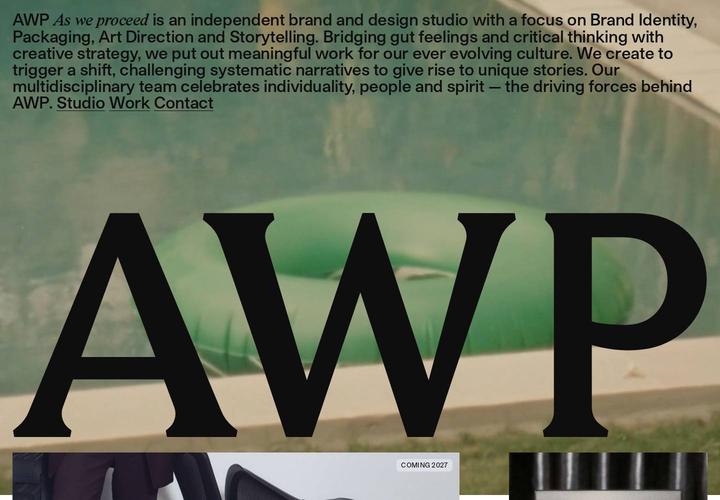 AWP As we proceed is an independent brand and design studio with a focus on Brand Identity,
Packaging, Art Direction and Storytelling. Bridging gut feelings and critical thinking with
creative strategy, we put out meaningful work for our ever evolving culture. We create to
trigger a shift, challenging systematic narratives to give rise to unique stories. Our
multidisciplinary team celebrates individuality, people and spirit — the driving forces behind
AWP. Studio Work Contact
AWP
COMING 2027